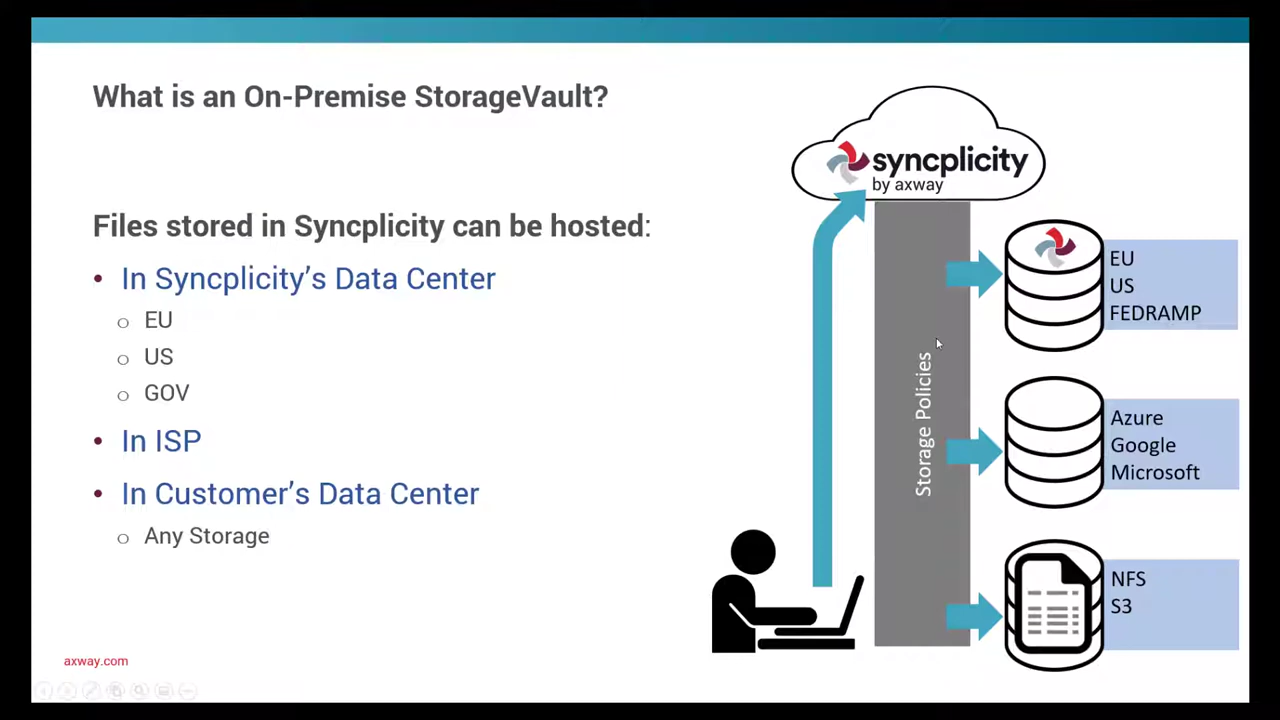 What is an On-Premise StorageVault?
Files stored in Syncplicity can be hosted:
• In Syncplicity's Data Center
o EU
o US
o GOV
• In ISP
• In Customer's Data Center
o Any Storage
axway.com
syncplicity
by axway
Storage Policies
EU
US
FEDRAMP
Azure
Google
Microsoft
NFS
S3